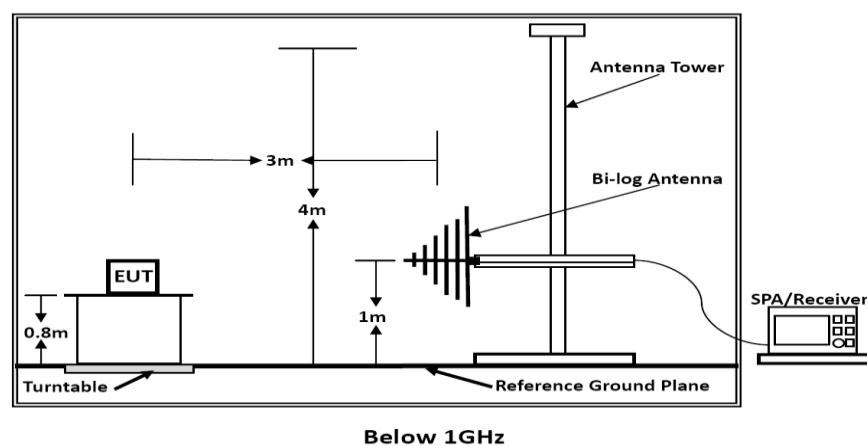 Antenna Tower
3m
Bi-log Antenna
4m
EUT
SPA/Receiver
0.8m
1m
Turntable
Reference Ground Plane
Below 1GHz